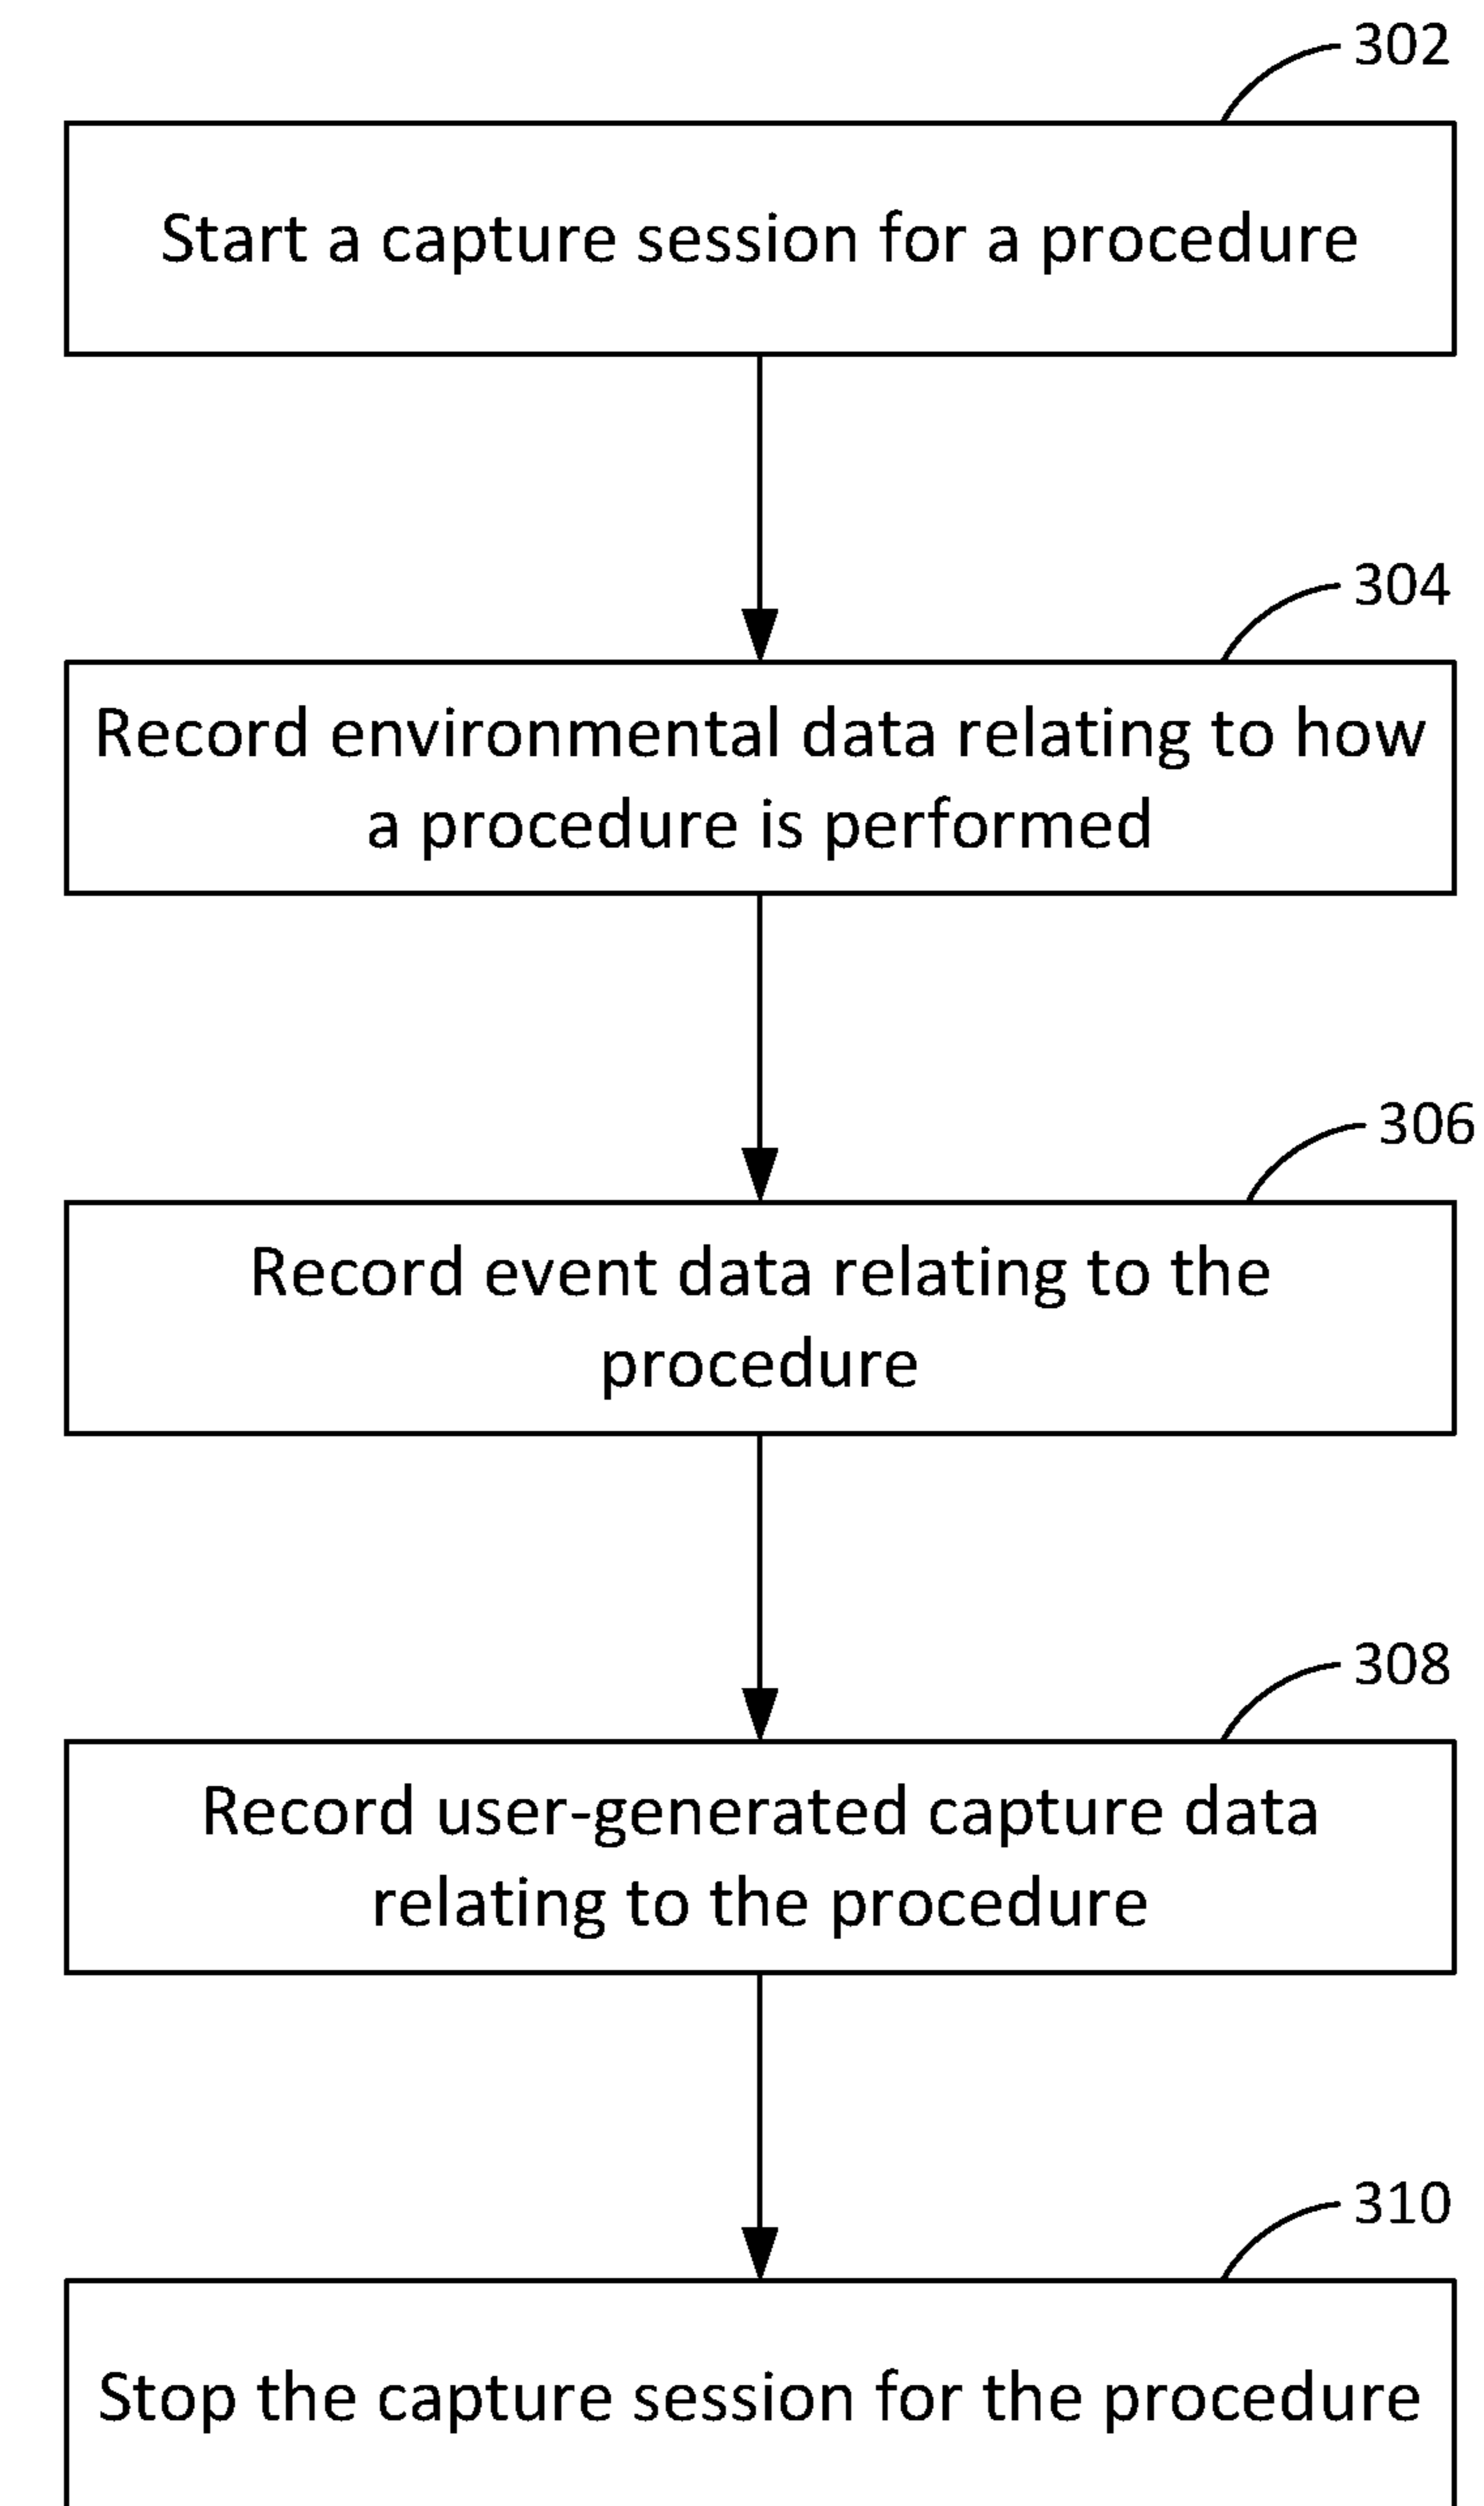 302
Start a capture session for a procedure
304
Record environmental data relating to how
a procedure is performed
306
Record event data relating to the
procedure
308
Record user-generated capture data
relating to the procedure
310
Stop the capture session for the procedure